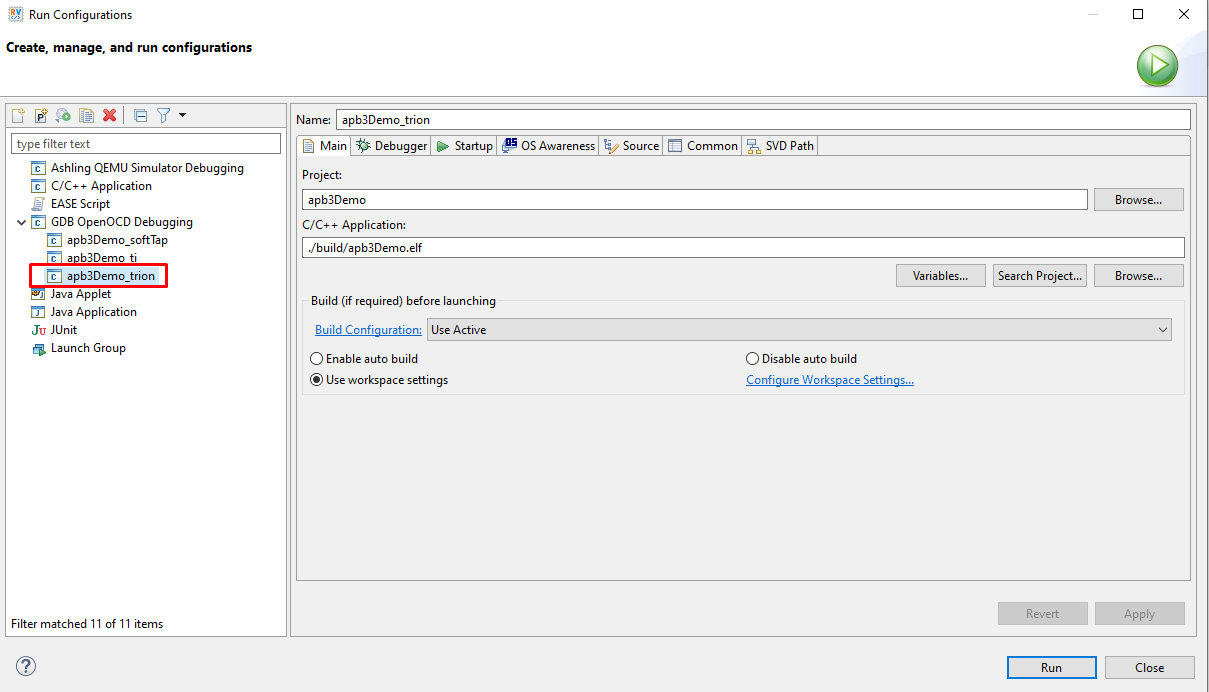 Run Configurations
Create, manage, and run configurations
type filter text
Ashling QEMU Simulator Debugging
C/C++ Application
EASE Script
GDB OpenOCD Debugging
apb3Demo_softTap
apb3Demo_ti
apb3Demo_trion
Java Applet
Java Application
JUnit
Launch Group
Filter matched 11 of 11 items
Name: apb3Demo_trion
Main Debugger Startup OS Awareness Source Common SVD Path
Project:
apb3Demo Browse...
C/C++ Application:
./build/apb3Demo.elf
Variables... Search Project... Browse...
Build (if required) before launching
Build Configuration: Use Active
Enable auto build Disable auto build
Use workspace settings Configure Workspace Settings...
Revert Apply
Run Close